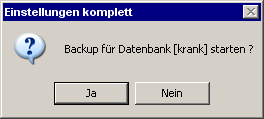 Einstellungen komplett
Backup für Datenbank [krank] starten ?
Ja
Nein